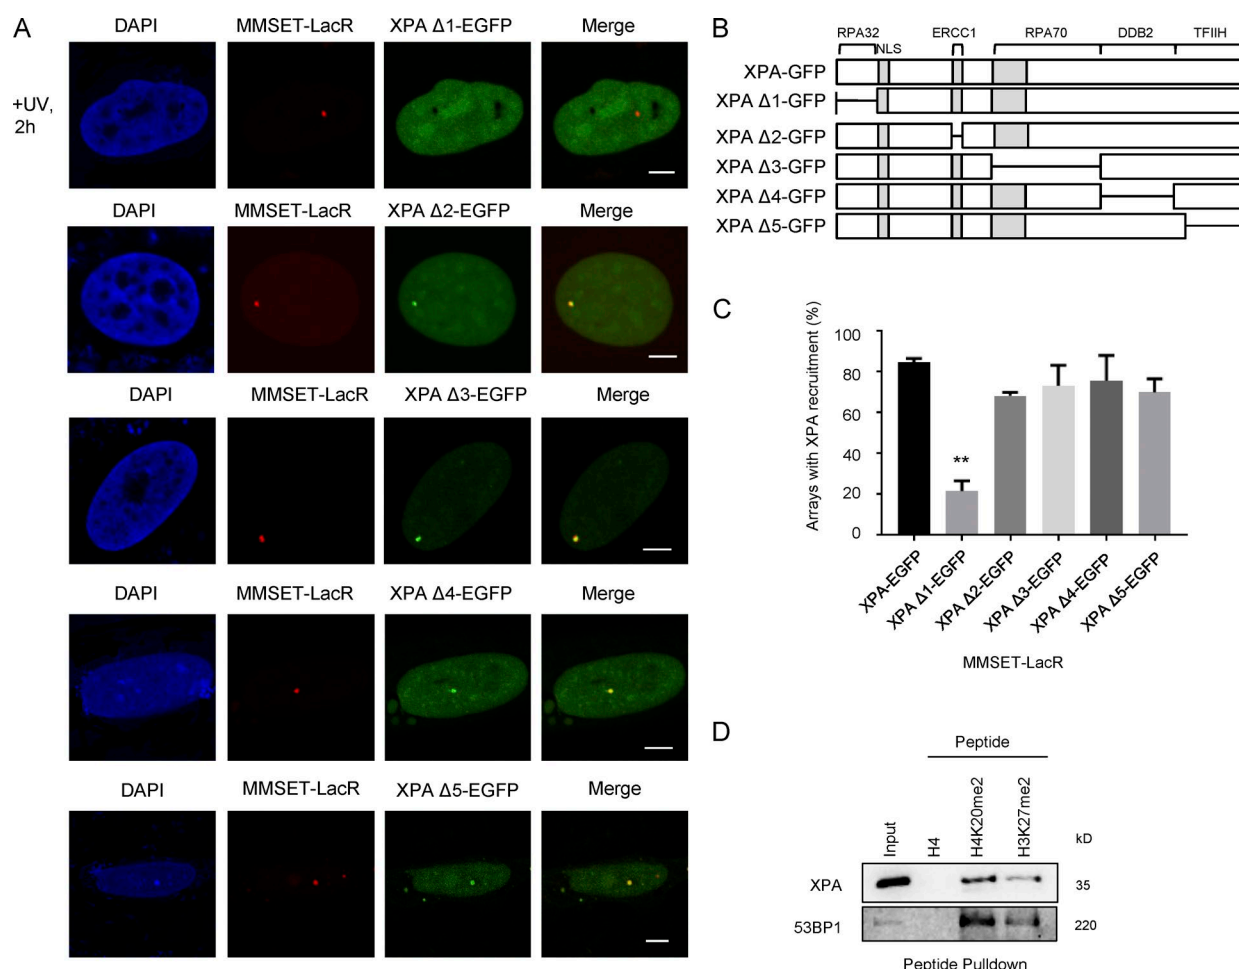 A
DAPI MMSET-LacR XPA Δ1-EGFP Merge
+UV,
2h
DAPI MMSET-LacR XPA Δ2-EGFP Merge
DAPI MMSET-LacR XPA Δ3-EGFP Merge
DAPI MMSET-LacR XPA Δ4-EGFP Merge
DAPI MMSET-LacR XPA Δ5-EGFP Merge
B
RPA32 NLS ERCC1 RPA70 DDB2 TFIIH
XPA-GFP
XPA Δ1-GFP
XPA Δ2-GFP
XPA Δ3-GFP
XPA Δ4-GFP
XPA Δ5-GFP
C
Arrays with XPA recruitment (%)
100
80
60
40
20
0
**
XPA-EGFP
XPA Δ1-EGFP
XPA Δ2-EGFP
XPA Δ3-EGFP
XPA Δ4-EGFP
XPA Δ5-EGFP
MMSET-LacR
D
Peptide
Input H4 H4K20me2 H3K27me2 kD
XPA 35
53BP1 220
Peptide Pulldown